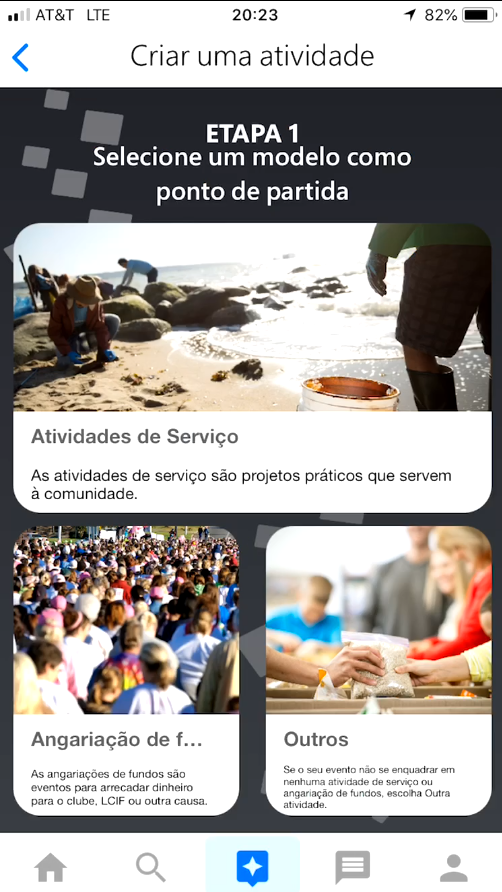 AT&T LTE 20:23 82%
Criar uma atividade
ETAPA 1
Selecione um modelo como
ponto de partida
Atividades de Serviço
As atividades de serviço são projetos práticos que servem
à comunidade.
Angariação de f...
As angariações de fundos são
eventos para arrecadar dinheiro
para o clube, LCIF ou outra causa.
Outros
Se o seu evento não se enquadrar em
nenhuma atividade de serviço ou
angariação de fundos, escolha Outra
atividade.